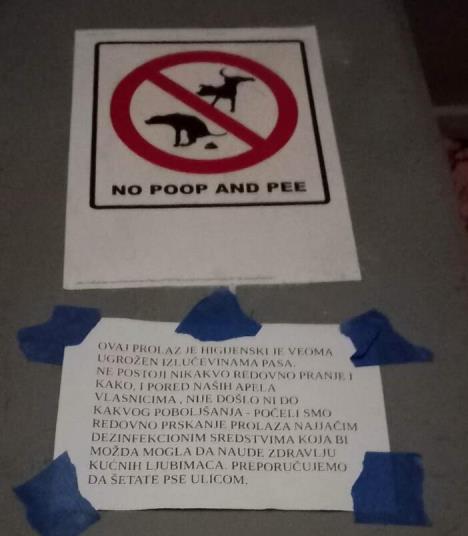 NO POOP AND PEE
OVAJ PROLAZ JE HIGIJENSKI JE VEOMA
UGROŽEN IZLUČEVINAMA PASA.
NE POSTOJI NIKAKVO REDOVNO PRANJE I
KAKO, I PORED NAŠIH APELA
VLASNICIMA , NIJE DOŠLO NI DO
KAKVOG POBOLJŠANJA - POČELI SMO
REDOVNO PRSKANJE PROLAZA NAJJAČIM
DEZINFEKCIONIM SREDSTVIMA KOJA BI
MOŽDA MOGLA DA NAUDE ZDRAVLJU
KUĆNIH LJUBIMACA. PREPORUČUJEMO
DA ŠETATE PSE ULICOM.